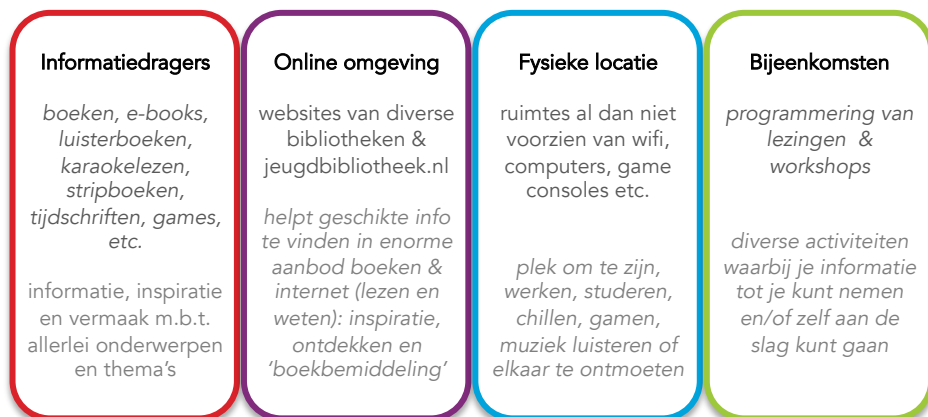 Informatiedragers
boeken, e-books,
luisterboeken,
karaokelezen,
stripboeken,
tijdschriften, games,
etc.
informatie, inspiratie
en vermaak m.b.t.
allerlei onderwerpen
en thema's
Online omgeving
websites van diverse
bibliotheken &
jeugdbibliotheek.nl
helpt geschikte info
te vinden in enorme
aanbod boeken &
internet (lezen en
weten): inspiratie,
ontdekken en
'boekbemiddeling'
Fysieke locatie
ruimtes al dan niet
voorzien van wifi,
computers, game
consoles etc.
plek om te zijn,
werken, studeren,
chillen, gamen,
muziek luisteren of
elkaar te ontmoeten
Bijeenkomsten
programmering van
lezingen &
workshops
diverse activiteiten
waarbij je informatie
tot je kunt nemen
en/of zelf aan de
slag kunt gaan